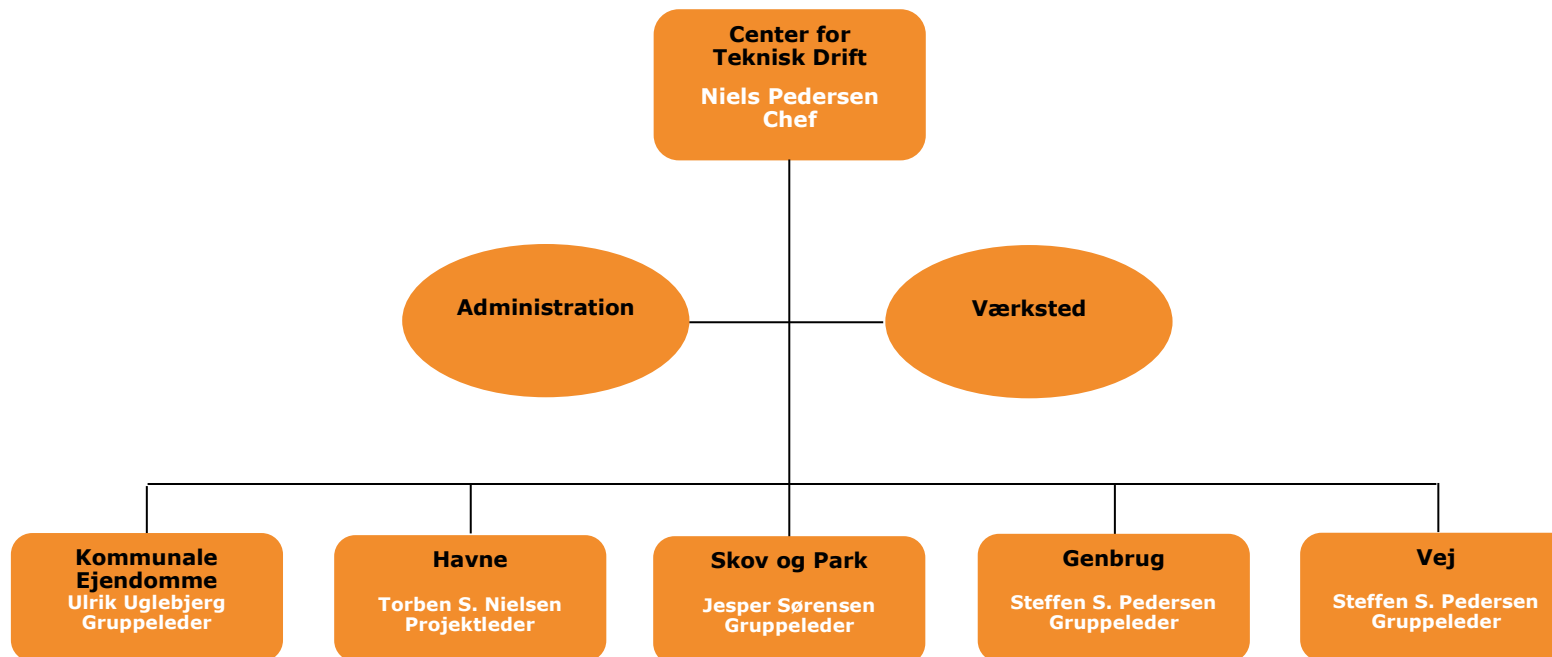 Center for
Teknisk Drift
Niels Pedersen
Chef
Administration
Værksted
Kommunale
Ejendomme
Ulrik Uglebjerg
Gruppeleder
Havne
Torben S. Nielsen
Projektleder
Skov og Park
Jesper Sørensen
Gruppeleder
Genbrug
Steffen S. Pedersen
Gruppeleder
Vej
Steffen S. Pedersen
Gruppeleder